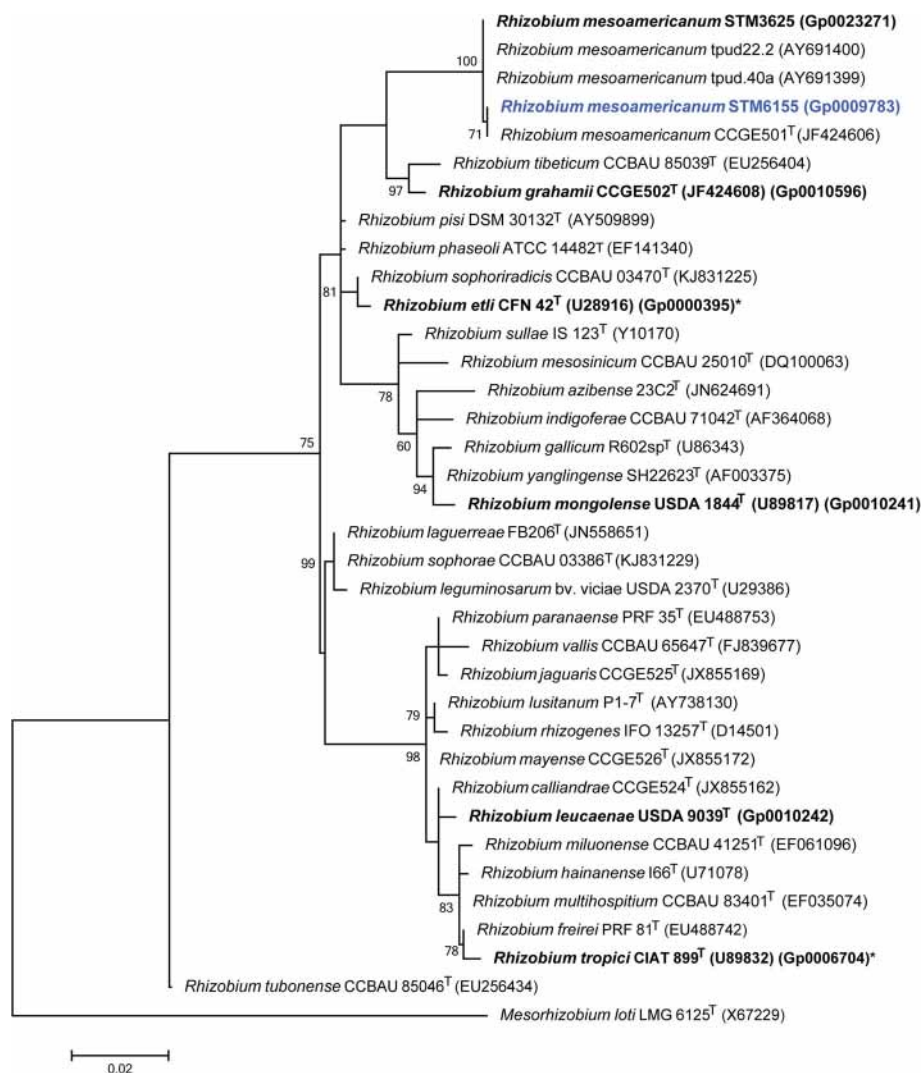 Rhizobium mesoamericanum STM3625 (Gp0023271)
Rhizobium mesoamericanum tpud22.2 (AY691400)
100
Rhizobium mesoamericanum tpud.40a (AY691399)
Rhizobium mesoamericanum STM6155 (Gp0009783)
71
Rhizobium mesoamericanum CCGE501T (JF424606)
Rhizobium tibeticum CCBAU 85039T (EU256404)
97
Rhizobium grahamii CCGE502T (JF424608) (Gp0010596)
Rhizobium pisi DSM 30132T (AY509899)
Rhizobium phaseoli ATCC 14482T (EF141340)
Rhizobium sophoriradicis CCBAU 03470T (KJ831225)
81
Rhizobium etli CFN 42T (U28916) (Gp0000395)*
Rhizobium sullae IS 123T (Y10170)
Rhizobium mesosinicum CCBAU 25010T (DQ100063)
78
Rhizobium azibense 23C2T (JN624691)
Rhizobium indigoferae CCBAU 71042T (AF364068)
75
60
Rhizobium gallicum R602spT (U86343)
Rhizobium yanglingense SH22623T (AF003375)
94
Rhizobium mongolense USDA 1844T (U89817) (Gp0010241)
Rhizobium laguerreae FB206T (JN558651)
99
Rhizobium sophorae CCBAU 03386T (KJ831229)
Rhizobium leguminosarum bv. viciae USDA 2370T (U29386)
Rhizobium paranaense PRF 35T (EU488753)
Rhizobium vallis CCBAU 65647T (FJ839677)
Rhizobium jaguaris CCGE525T (JX855169)
Rhizobium lusitanum P1-7T (AY738130)
79
Rhizobium rhizogenes IFO 13257T (D14501)
98
Rhizobium mayense CCGE526T (JX855172)
Rhizobium calliandrae CCGE524T (JX855162)
Rhizobium leucaenae USDA 9039T (Gp0010242)
Rhizobium miluonense CCBAU 41251T (EF061096)
Rhizobium hainanense I66T (U71078)
83
Rhizobium multihospitium CCBAU 83401T (EF035074)
Rhizobium freirei PRF 81T (EU488742)
78
Rhizobium tropici CIAT 899T (U89832) (Gp0006704)*
Rhizobium tubonense CCBAU 85046T (EU256434)
Mesorhizobium loti LMG 6125T (X67229)
0.02